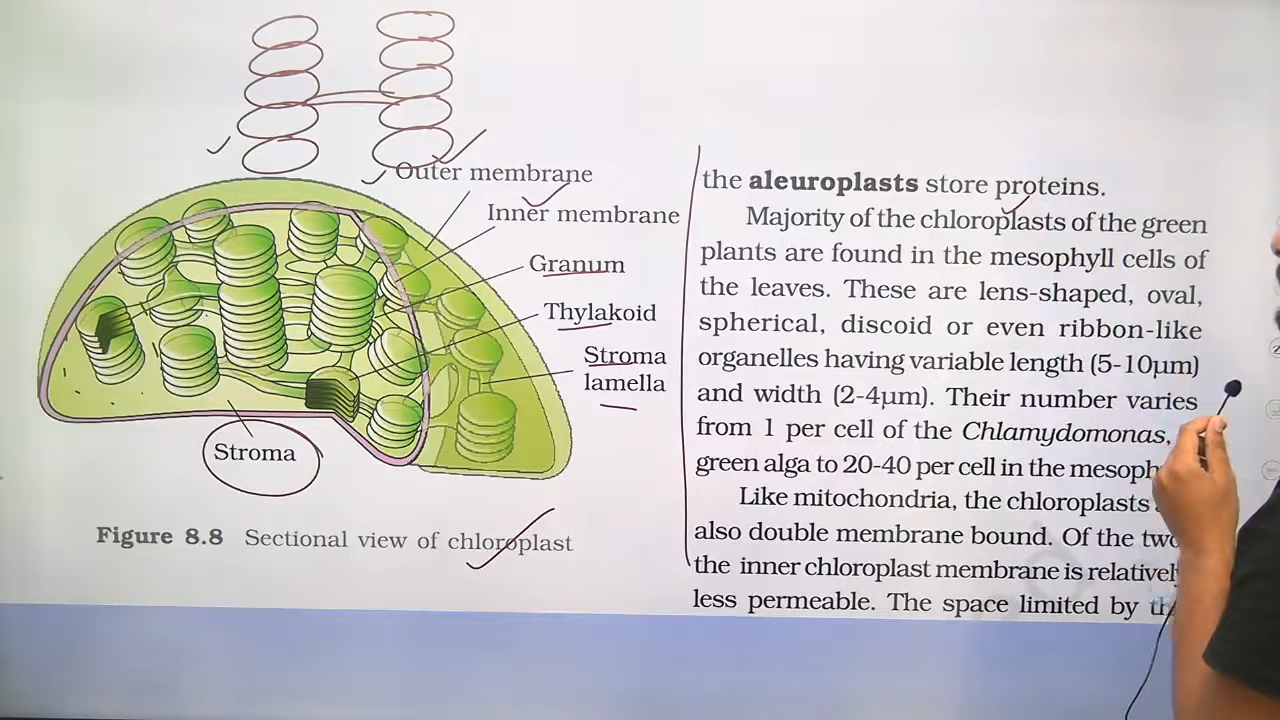 Outer membrane
Inner membrane
Granum
Thylakoid
Stroma
lamella
Stroma
Figure 8.8 Sectional view of chloroplast
the aleuroplasts store proteins.
Majority of the chloroplasts of the green
plants are found in the mesophyll cells of
the leaves. These are lens-shaped, oval,
spherical, discoid or even ribbon-like
organelles having variable length (5-10µm)
and width (2-4µm). Their number varies
from 1 per cell of the Chlamydomonas,
green alga to 20-40 per cell in the
Like mitochondria, the chloroplasts
also double membrane bound. Of the
the inner chloroplast membrane is
less permeable. The space limited by